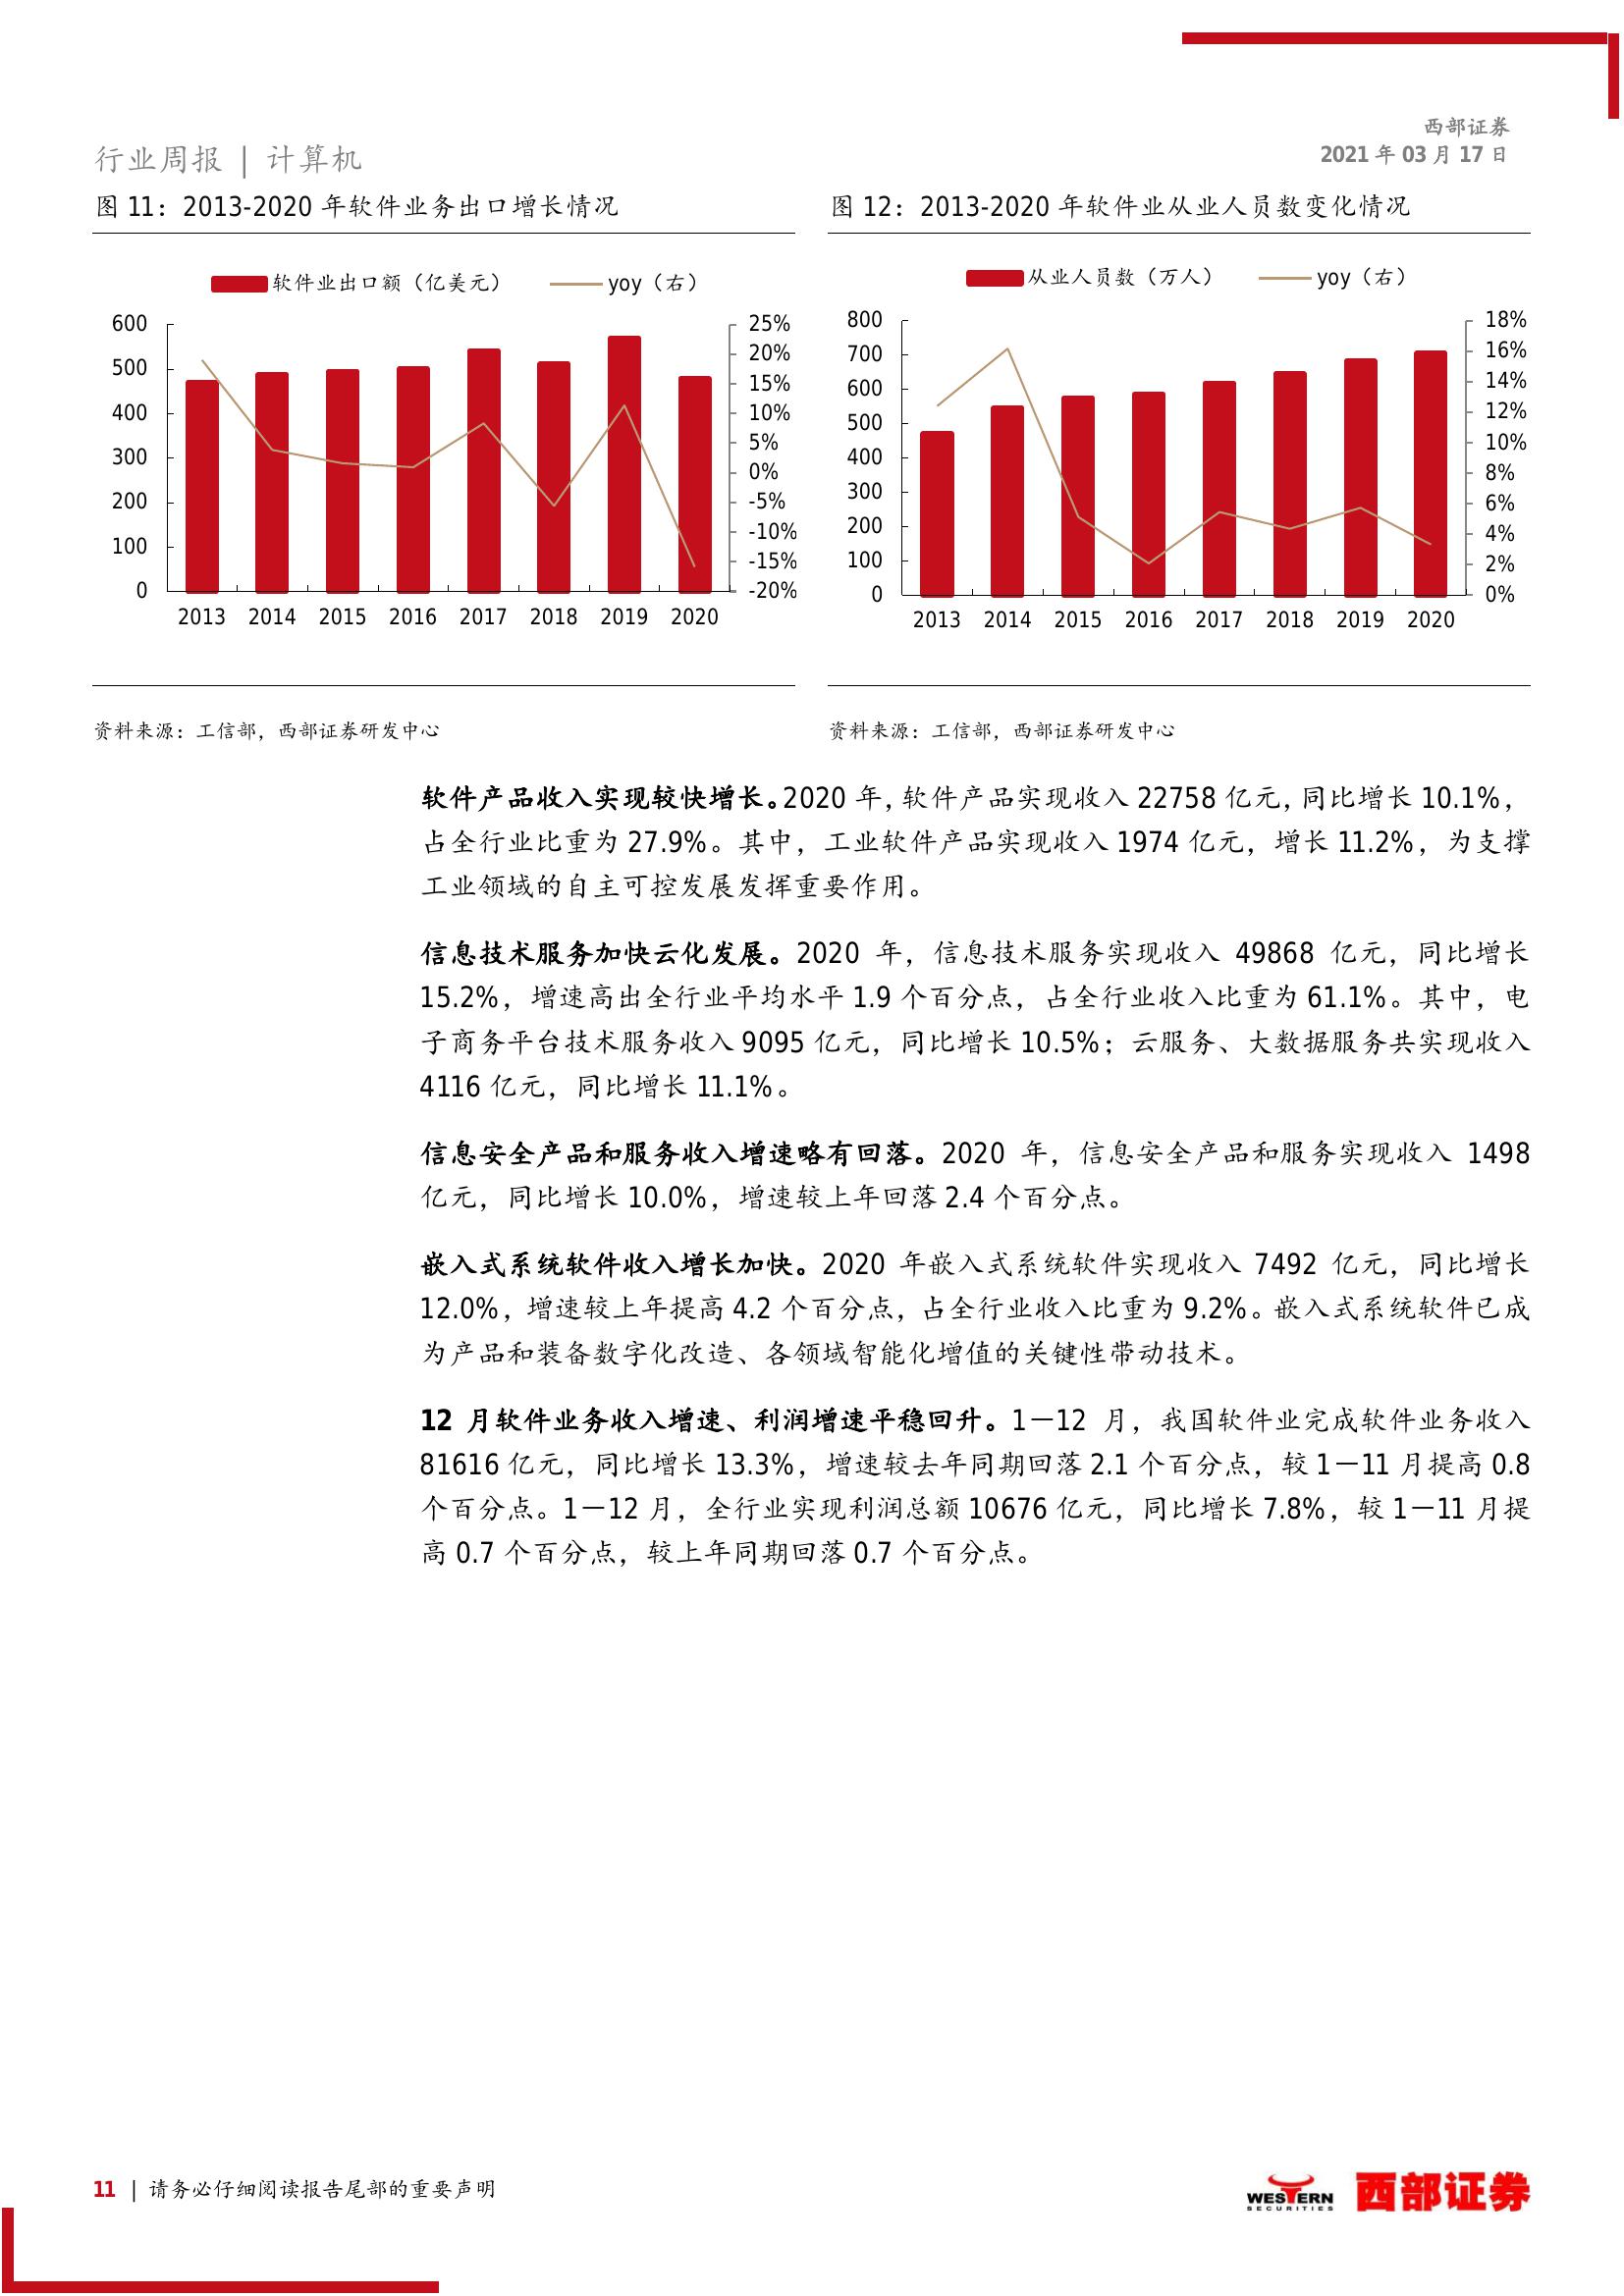 西部证券
2021 年 03 月 17 日
行业周报 | 计算机
图 11：2013-2020 年软件业务出口增长情况
软件业出口额（亿美元）
yoy（右）
600
500
400
300
200
100
0
25%
20%
15%
10%
5%
0%
-5%
-10%
-15%
-20%
2013 2014 2015 2016 2017 2018 2019 2020
资料来源：工信部，西部证券研发中心
图 12：2013-2020 年软件业从业人员数变化情况
从业人员数（万人）
yoy（右）
800
700
600
500
400
300
200
100
0
18%
16%
14%
12%
10%
8%
6%
4%
2%
0%
2013 2014 2015 2016 2017 2018 2019 2020
资料来源：工信部，西部证券研发中心
软件产品收入实现较快增长。2020 年，软件产品实现收入 22758 亿元，同比增长 10.1%，
占全行业比重为 27.9%。其中，工业软件产品实现收入 1974 亿元，增长 11.2%，为支撑
工业领域的自主可控发展发挥重要作用。
信息技术服务加快云化发展。2020 年，信息技术服务实现收入 49868 亿元，同比增长
15.2%，增速高出全行业平均水平 1.9 个百分点，占全行业收入比重为 61.1%。其中，电
子商务平台技术服务收入 9095 亿元，同比增长 10.5%；云服务、大数据服务共实现收入
4116 亿元，同比增长 11.1%。
信息安全产品和服务收入增速略有回落。2020 年，信息安全产品和服务实现收入 1498
亿元，同比增长 10.0%，增速较上年回落 2.4 个百分点。
嵌入式系统软件收入增长加快。2020 年嵌入式系统软件实现收入 7492 亿元，同比增长
12.0%，增速较上年提高 4.2 个百分点，占全行业收入比重为 9.2%。嵌入式系统软件已成
为产品和装备数字化改造、各领域智能化增值的关键性带动技术。
12 月软件业务收入增速、利润增速平稳回升。1—12 月，我国软件业完成软件业务收入
81616 亿元，同比增长 13.3%，增速较去年同期回落 2.1 个百分点，较 1—11 月提高 0.8
个百分点。1—12 月，全行业实现利润总额 10676 亿元，同比增长 7.8%，较 1—11 月提
高 0.7 个百分点，较上年同期回落 0.7 个百分点。
11 | 请务必仔细阅读报告尾部的重要声明
WESTERN
SECURITIES
西部证券